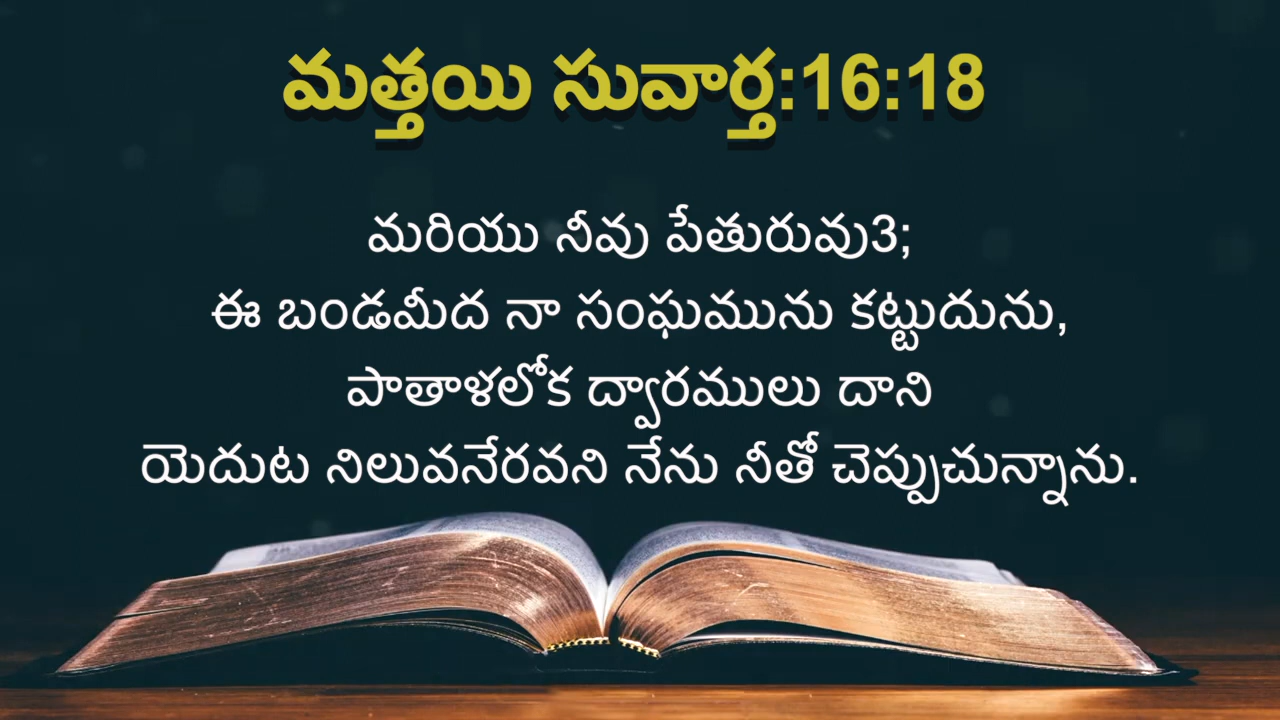 మత్తయి సువార్త:16:18
మరియు నీవు పేతురువు3;
ఈ బండమీద నా సంఘమును కట్టుదును,
పాతాళలోక ద్వారములు దాని
యెదుట నిలువనేరవని నేను నీతో చెప్పుచున్నాను.